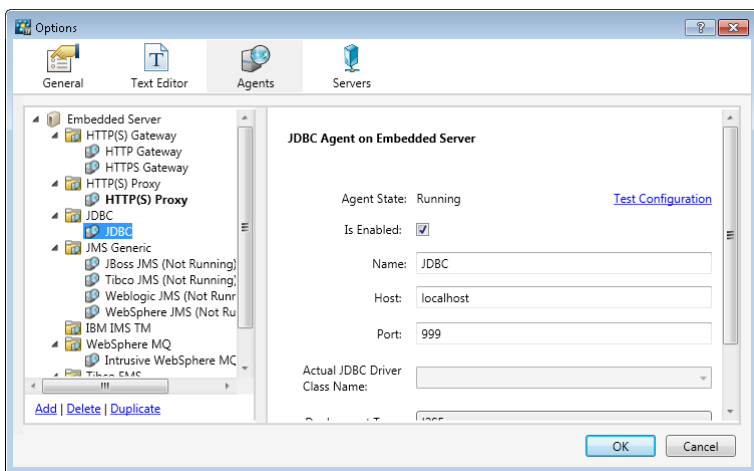 Options
General
Text Editor
Agents
Servers
Embedded Server
HTTP(S) Gateway
HTTP Gateway
HTTPS Gateway
HTTP(S) Proxy
HTTP(S) Proxy
JDBC
JDBC
JMS Generic
JBoss JMS (Not Running)
Tibco JMS (Not Running)
Weblogic JMS (Not Runr
WebSphere JMS (Not Ru
IBM IMS TM
WebSphere MQ
Intrusive WebSphere MQ
Tibco EMS
Add | Delete | Duplicate
JDBC Agent on Embedded Server
Agent State: Running
Test Configuration
Is Enabled:
Name: JDBC
Host: localhost
Port: 999
Actual JDBC Driver
Class Name:
OK
Cancel